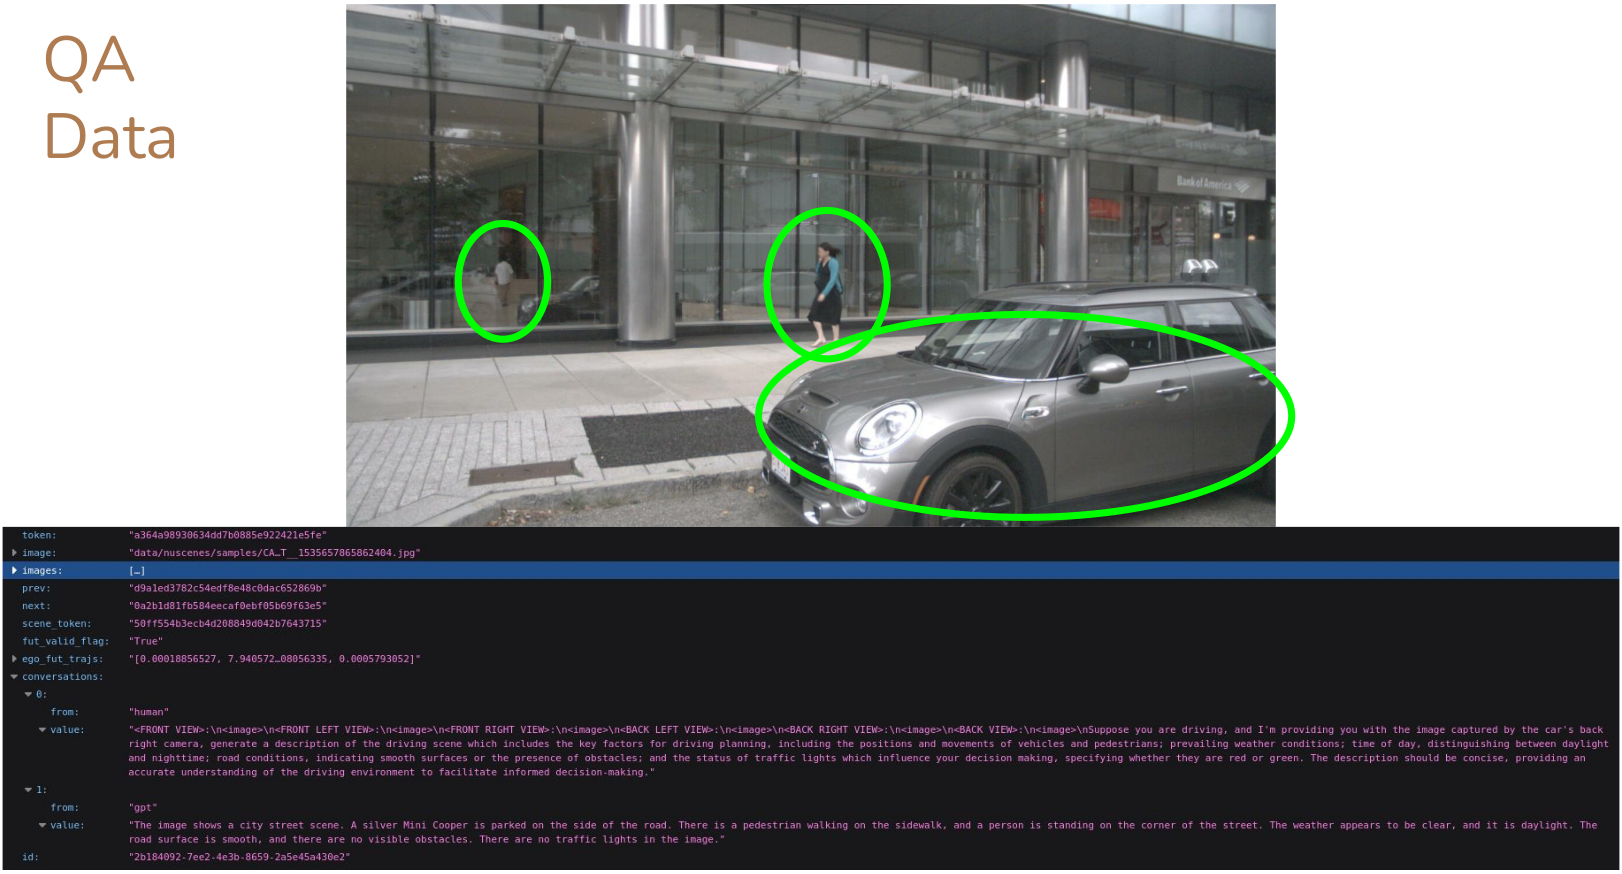 QA
Data
Bank of America
token: "a364a98930634dd7b0885e922421e5fe"
image: "data/nuscenes/samples/CA…T__1535657865862404.jpg"
images: […]
prev: "d9a1ed3782c54edf8e48c0dac652869b"
next: "0a2b1d81fb584eecaf0ebf05b69f63e5"
scene_token: "50ff554b3ecb4d208849d042b7643715"
fut_valid_flag: "True"
ego_fut_trajs: "[0.00018856527, 7.940572…08056335, 0.0005793052]"
conversations:
0:
from: "human"
value: "<FRONT VIEW>:\n<image>\n<FRONT LEFT VIEW>:\n<image>\n<FRONT RIGHT VIEW>:\n<image>\n<BACK LEFT VIEW>:\n<image>\n<BACK RIGHT VIEW>:\n<image>\n<BACK VIEW>:\n<image>\nSuppose you are driving, and I'm providing you with the image captured by the car's back
right camera, generate a description of the driving scene which includes the key factors for driving planning, including the positions and movements of vehicles and pedestrians; prevailing weather conditions; time of day, distinguishing between daylight
and nighttime; road conditions, indicating smooth surfaces or the presence of obstacles; and the status of traffic lights which influence your decision making, specifying whether they are red or green. The description should be concise, providing an
accurate understanding of the driving environment to facilitate informed decision-making."
1:
from: "gpt"
value: "The image shows a city street scene. A silver Mini Cooper is parked on the side of the road. There is a pedestrian walking on the sidewalk, and a person is standing on the corner of the street. The weather appears to be clear, and it is daylight. The
road surface is smooth, and there are no visible obstacles. There are no traffic lights in the image."
id: "2b184092-7ee2-4e3b-8659-2a5e45a430e2"